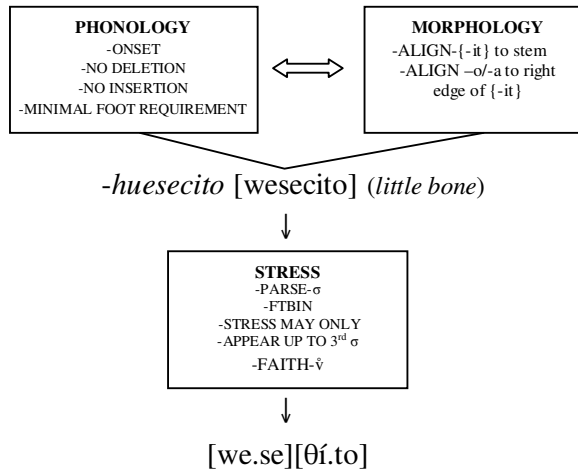 PHONOLOGY
-ONSET
-NO DELETION
-NO INSERTION
-MINIMAL FOOT REQUIREMENT
MORPHOLOGY
-ALIGN-{-it} to stem
-ALIGN –o/-a to right
edge of {-it}
-huesecito [wesecito] (little bone)
STRESS
-PARSE-σ
-FTBIN
-STRESS MAY ONLY
-APPEAR UP TO 3rd σ
-FAITH-v̊
[we.se][θí.to]